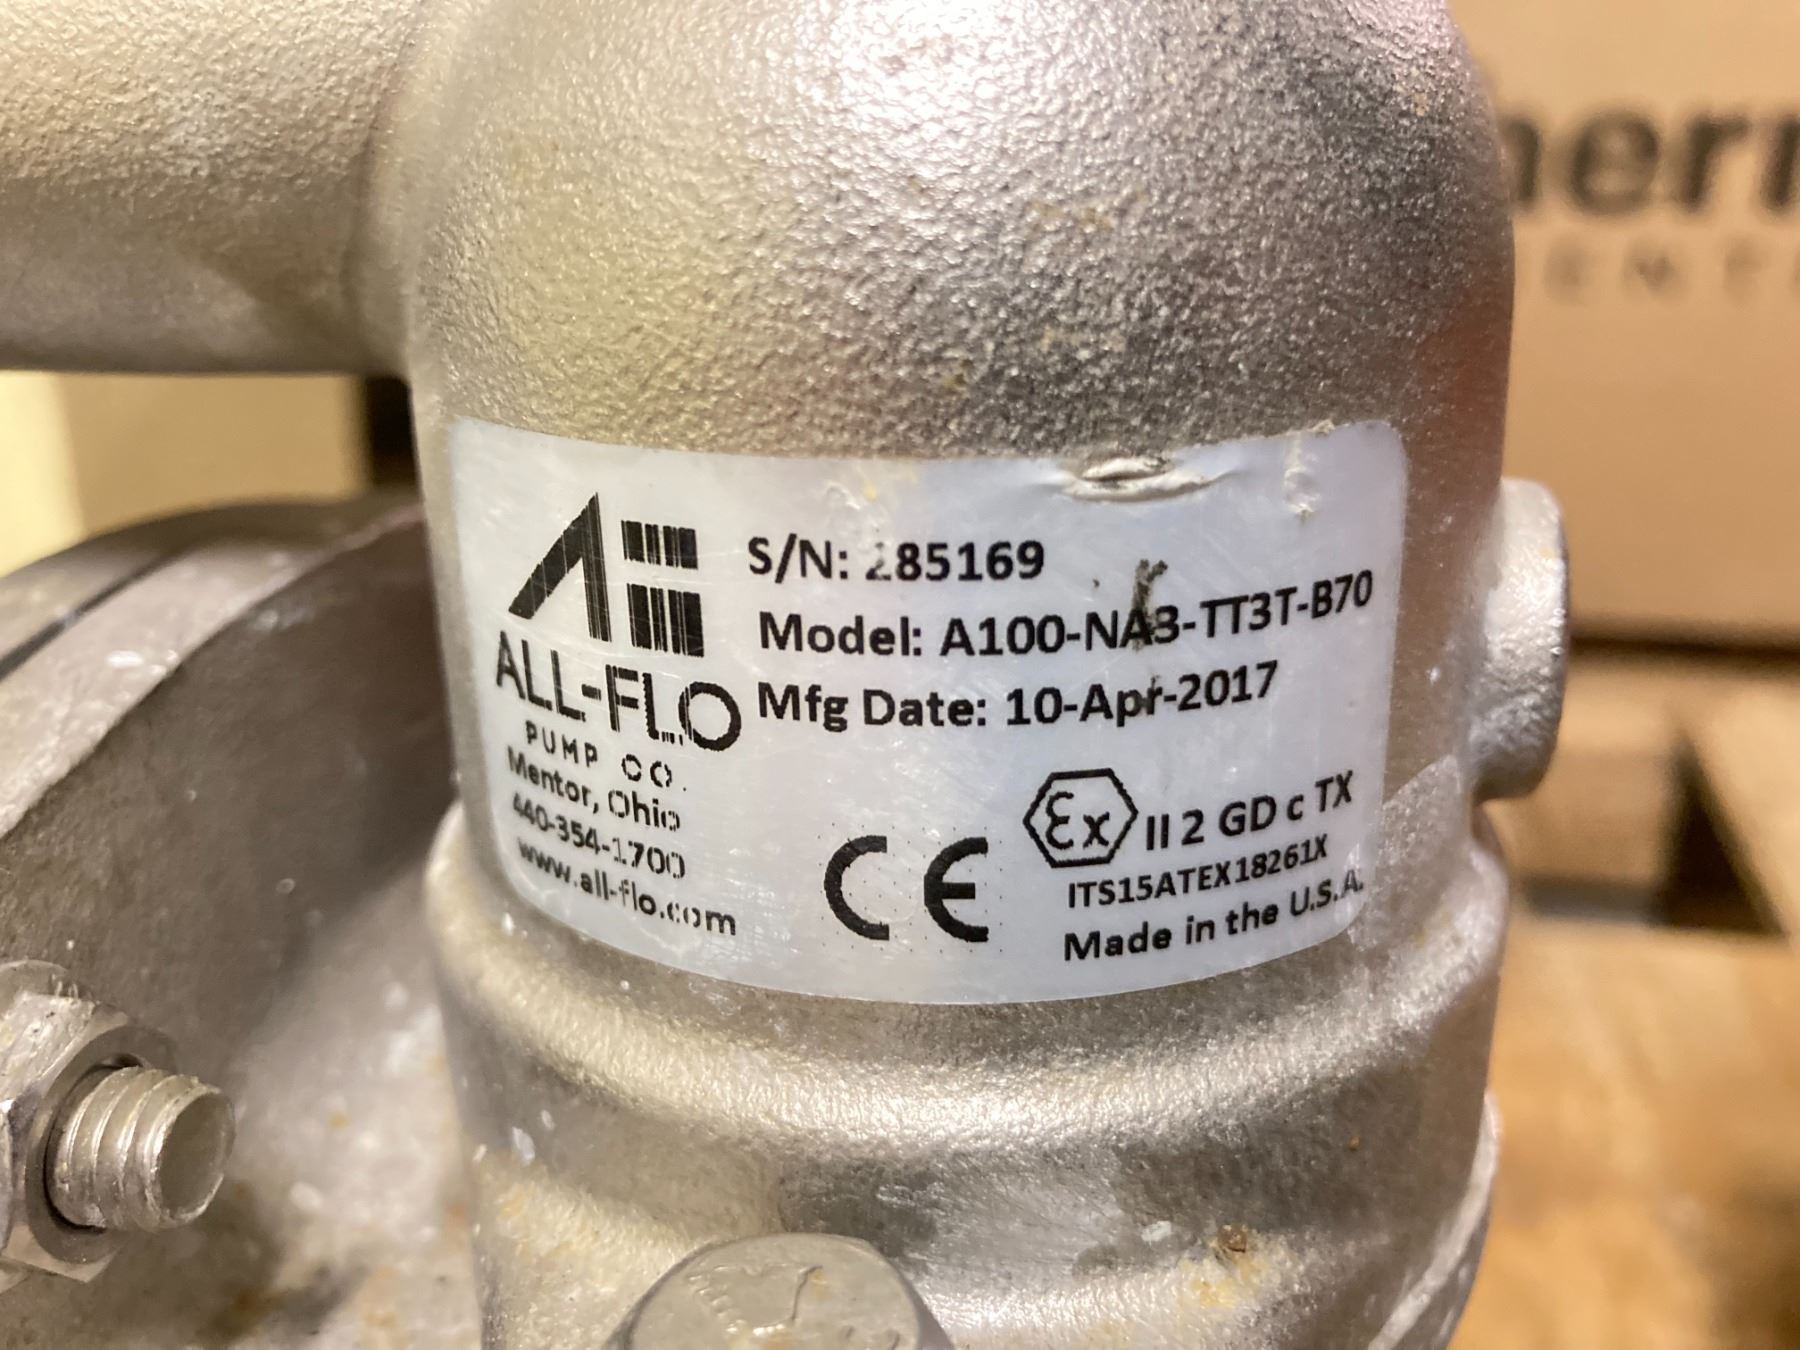 S/N: 285169
Model: A100-NA3-TT3T-B70
Mfg Date: 10-Apr-2017
ALL-FLO
PUMP CO.
Mentor, Ohio
440-354-1700
www.all-flo.com
CE
Ex II 2 GD c TX
ITS15ATEX18261X
Made in the U.S.A.